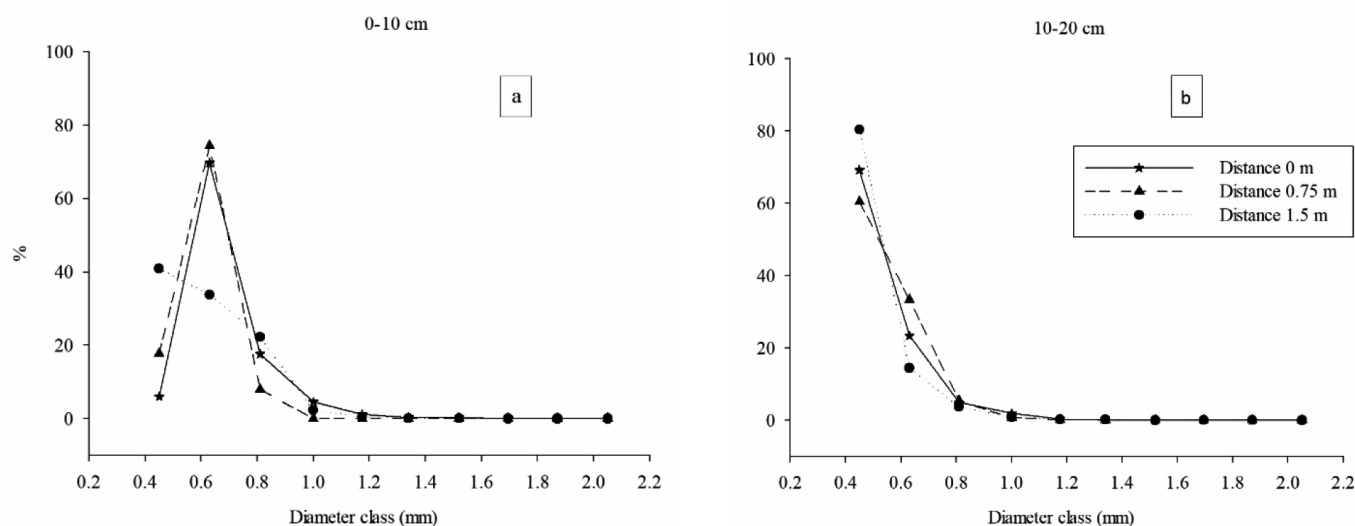 0-10 cm
a
100
80
60
40
20
0
%
0.2 0.4 0.6 0.8 1.0 1.2 1.4 1.6 1.8 2.0 2.2
Diameter class (mm)
10-20 cm
b
100
80
60
40
20
0
Distance 0 m
Distance 0.75 m
Distance 1.5 m
0.2 0.4 0.6 0.8 1.0 1.2 1.4 1.6 1.8 2.0 2.2
Diameter class (mm)